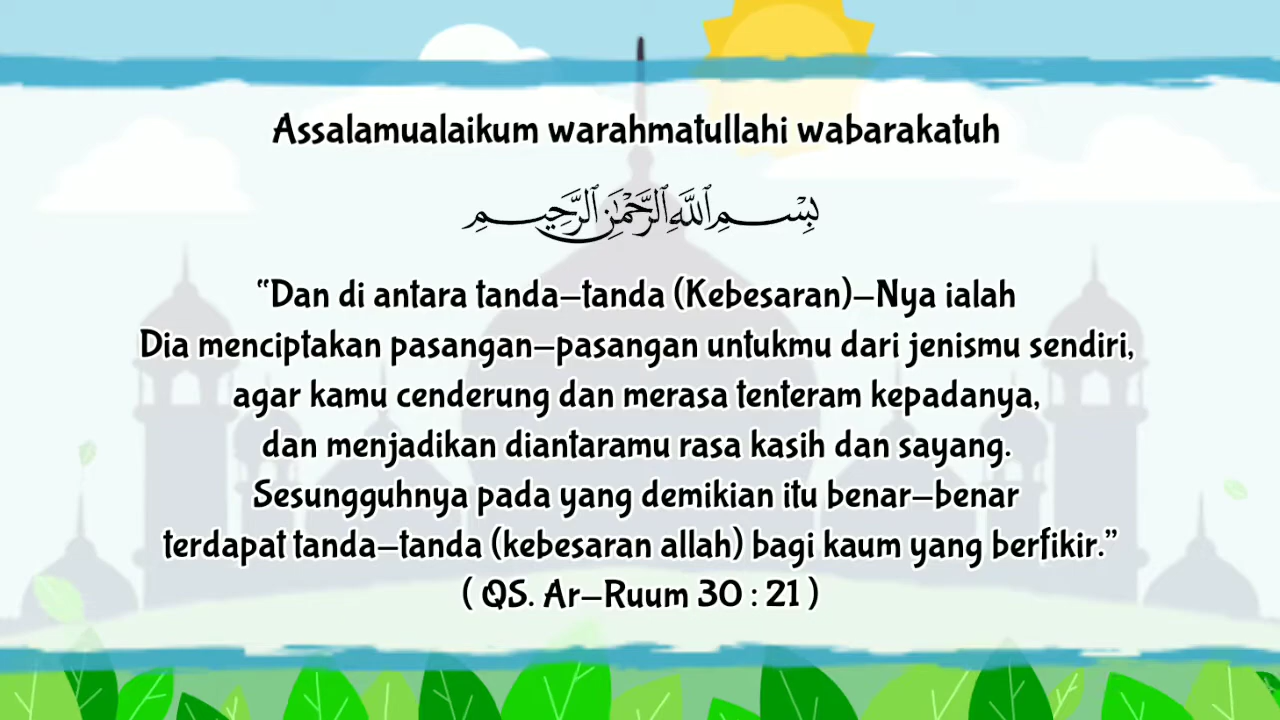 Assalamualaikum warahmatullahi wabarakatuh
بِسْمِ اللَّهِ الرَّحْمَٰنِ الرَّحِيمِ
“Dan di antara tanda-tanda (Kebesaran)-Nya ialah
Dia menciptakan pasangan-pasangan untukmu dari jenismu sendiri,
agar kamu cenderung dan merasa tenteram kepadanya,
dan menjadikan diantaramu rasa kasih dan sayang.
Sesungguhnya pada yang demikian itu benar-benar
terdapat tanda-tanda (kebesaran allah) bagi kaum yang berfikir.”
( QS. Ar-Ruum 30 : 21 )